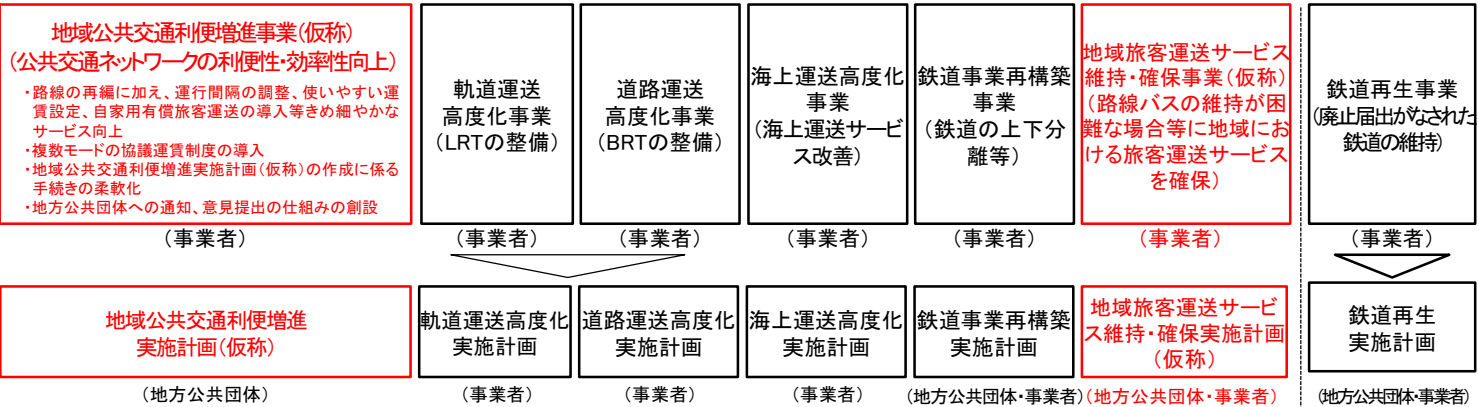 地域公共交通利便増進事業(仮称)
(公共交通ネットワークの利便性・効率性向上)
・路線の再編に加え、運行間隔の調整、使いやすい運
賃設定、自家用有償旅客運送の導入等きめ細やかな
サービス向上
・複数モードの協議運賃制度の導入
・地域公共交通利便増進実施計画(仮称)の作成に係る
手続きの柔軟化
・地方公共団体への通知、意見提出の仕組みの創設
(事業者)
軌道運送
高度化事業
(LRTの整備)
(事業者)
道路運送
高度化事業
(BRTの整備)
(事業者)
海上運送高度化
事業
(海上運送サービ
ス改善)
(事業者)
鉄道事業再構築
事業
(鉄道の上下分
離等)
(事業者)
地域旅客運送サービス
維持・確保事業(仮称)
(路線バスの維持が困
難な場合等に地域にお
ける旅客運送サービス
を確保)
(事業者)
鉄道再生事業
(廃止届出がなされた
鉄道の維持)
(事業者)
地域公共交通利便増進
実施計画(仮称)
(地方公共団体)
軌道運送高度化
実施計画
(事業者)
道路運送高度化
実施計画
(事業者)
海上運送高度化
実施計画
(事業者)
鉄道事業再構築
実施計画
(地方公共団体・事業者)
地域旅客運送サービ
ス維持・確保実施計画
(仮称)
(地方公共団体・事業者)
鉄道再生
実施計画
(地方公共団体・事業者)